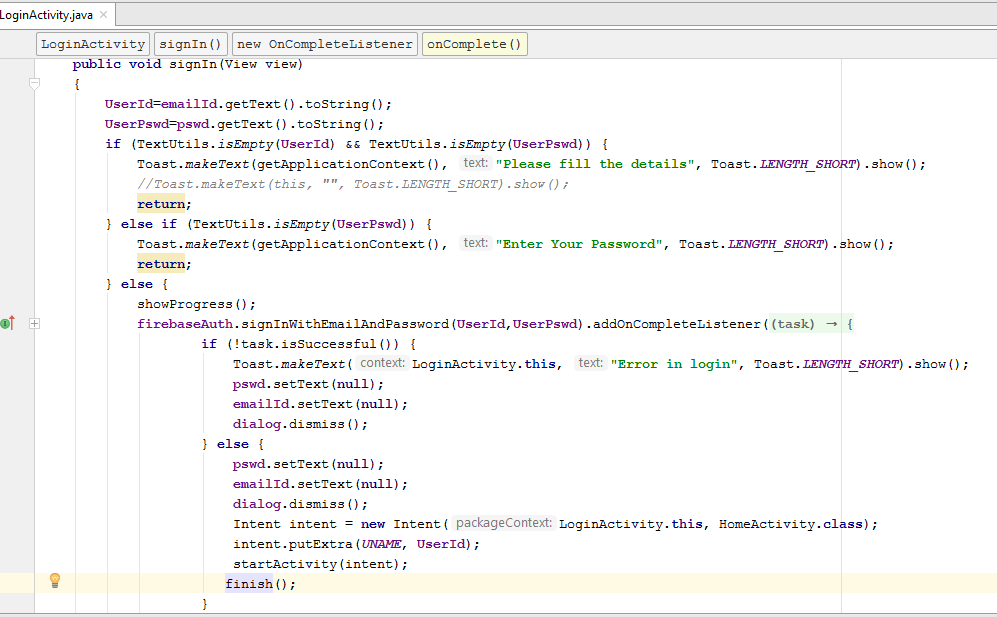 LoginActivity.java ×
LoginActivity signIn() new OnCompleteListener onComplete()
public void signIn(View view)
{
UserId=emailId.getText().toString();
UserPswd=pswd.getText().toString();
if (TextUtils.isEmpty(UserId) && TextUtils.isEmpty(UserPswd)) {
Toast.makeText(getApplicationContext(), text: "Please fill the details", Toast.LENGTH_SHORT).show();
//Toast.makeText(this, "", Toast.LENGTH_SHORT).show();
return;
} else if (TextUtils.isEmpty(UserPswd)) {
Toast.makeText(getApplicationContext(), text: "Enter Your Password", Toast.LENGTH_SHORT).show();
return;
} else {
showProgress();
firebaseAuth.signInWithEmailAndPassword(UserId,UserPswd).addOnCompleteListener((task) → {
if (!task.isSuccessful()) {
Toast.makeText( context: LoginActivity.this, text: "Error in login", Toast.LENGTH_SHORT).show();
pswd.setText(null);
emailId.setText(null);
dialog.dismiss();
} else {
pswd.setText(null);
emailId.setText(null);
dialog.dismiss();
Intent intent = new Intent( packageContext: LoginActivity.this, HomeActivity.class);
intent.putExtra(UNAME, UserId);
startActivity(intent);
finish();
}